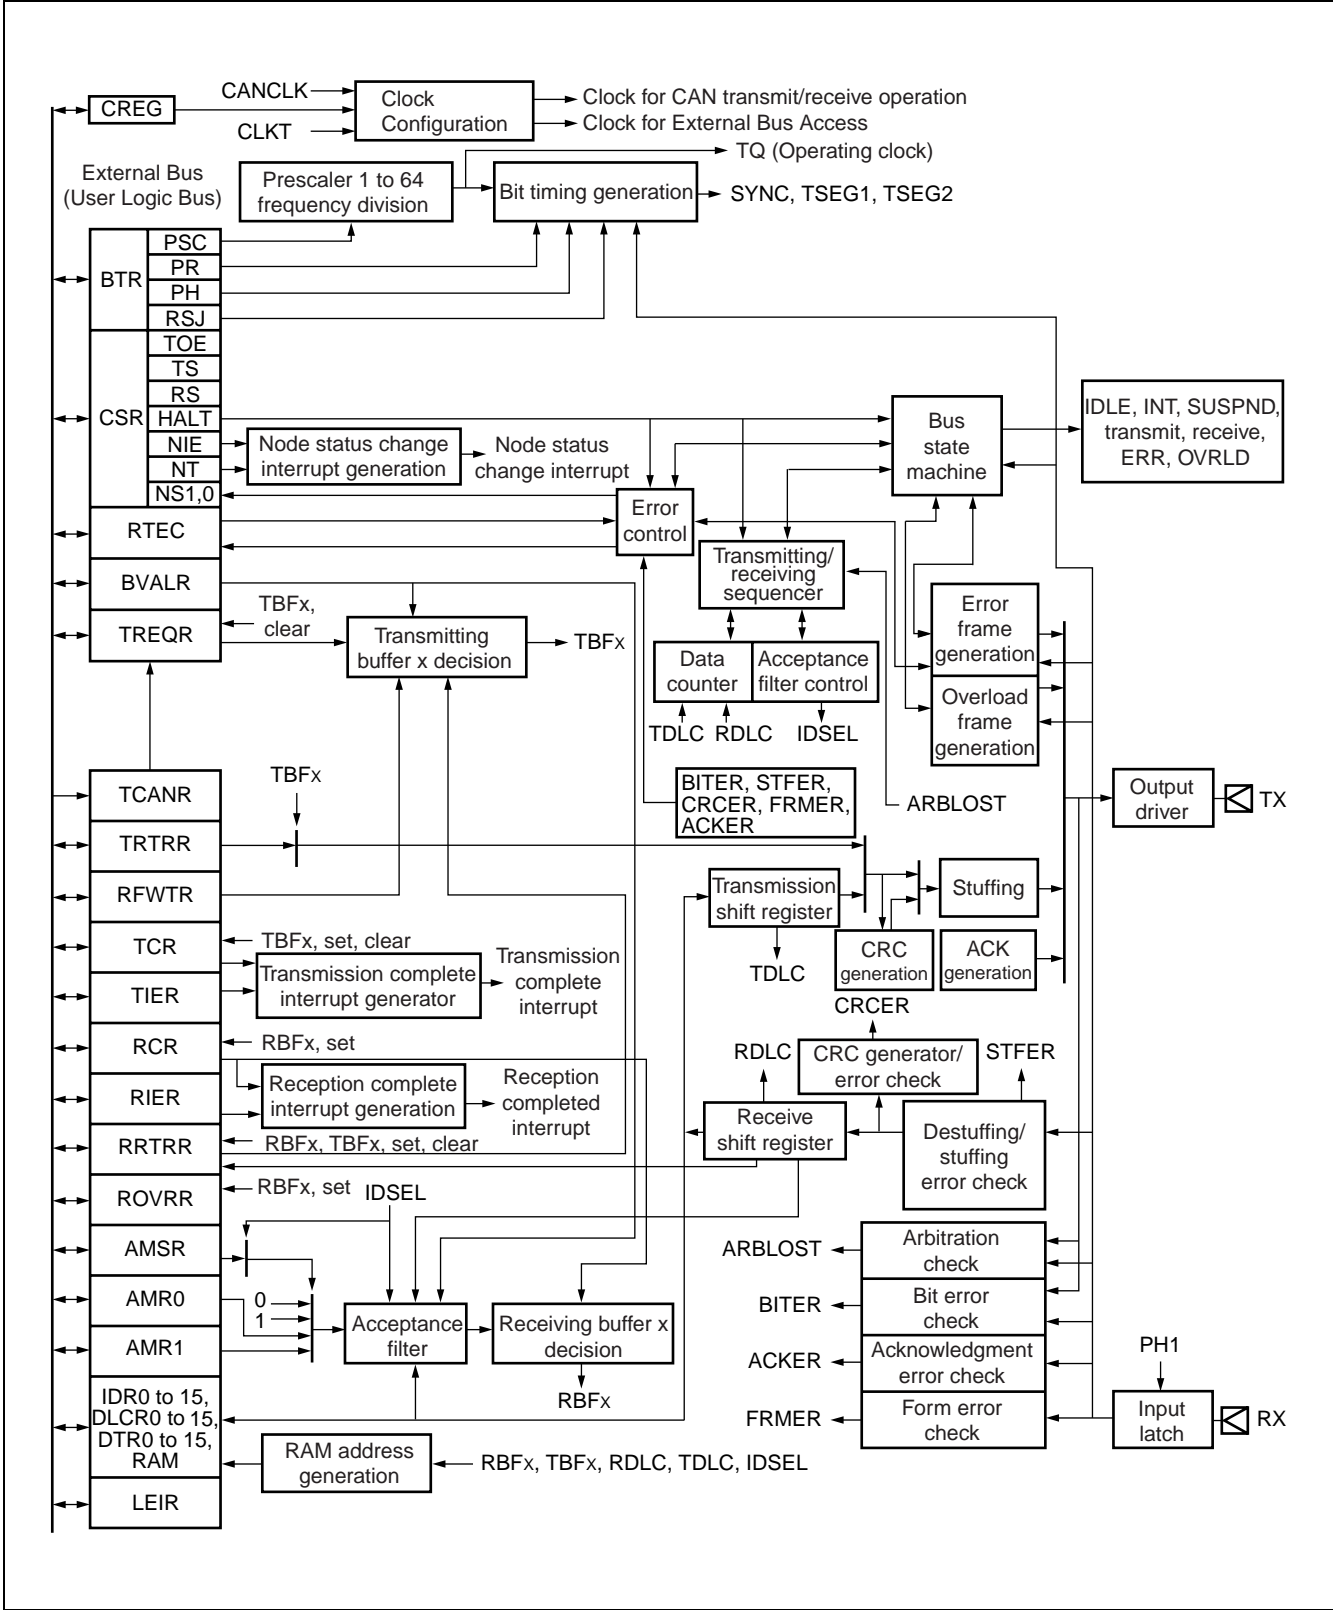 CANCLK
CREG
Clock
Configuration
CLKT
Clock for CAN transmit/receive operation
Clock for External Bus Access
TQ (Operating clock)
External Bus
(User Logic Bus)
Prescaler 1 to 64
frequency division
Bit timing generation
SYNC, TSEG1, TSEG2
BTR
PSC
PR
PH
RSJ
CSR
TOE
TS
RS
HALT
NIE
NT
NS1,0
Node status change
interrupt generation
Node status
change interrupt
Bus
state
machine
IDLE, INT, SUSPND,
transmit, receive,
ERR, OVRLD
RTEC
Error
control
Transmitting/
receiving
sequencer
BVALR
TREQR
TBFx,
clear
Transmitting
buffer x decision
TBFx
Data
counter
Acceptance
filter control
TDLC
RDLC
IDSEL
Error
frame
generation
Overload
frame
generation
TCANR
TBFx
BITER, STFER,
CRCER, FRMER,
ACKER
ARBLOST
Output
driver
TX
TRTRR
RFWTR
Transmission
shift register
TDLC
Stuffing
CRC
generation
ACK
generation
TCR
TBFx, set, clear
Transmission complete
interrupt generator
Transmission
complete
interrupt
TIER
RCR
RBFx, set
CRCER
RDLC
CRC generator/
error check
STFER
RIER
Reception complete
interrupt generation
Reception
completed
interrupt
Receive
shift register
Destuffing/
stuffing
error check
RRTRR
RBFx, TBFx, set, clear
ROVRR
RBFx, set
IDSEL
AMSR
ARBLOST
Arbitration
check
AMR0
0
1
Acceptance
filter
Receiving buffer x
decision
BITER
Bit error
check
AMR1
ACKER
Acknowledgment
error check
PH1
RBFx
IDR0 to 15,
DLCR0 to 15,
DTR0 to 15,
RAM
FRMER
Form error
check
Input
latch
RX
RAM address
generation
RBFx, TBFx, RDLC, TDLC, IDSEL
LEIR